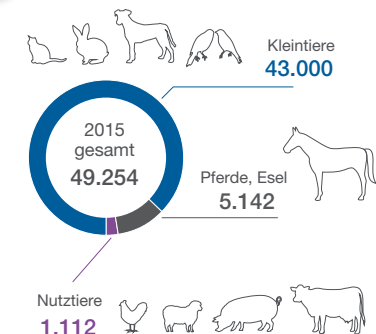 Kleintiere
43.000
2015
gesamt
49.254
Pferde, Esel
5.142
Nutztiere
1.112